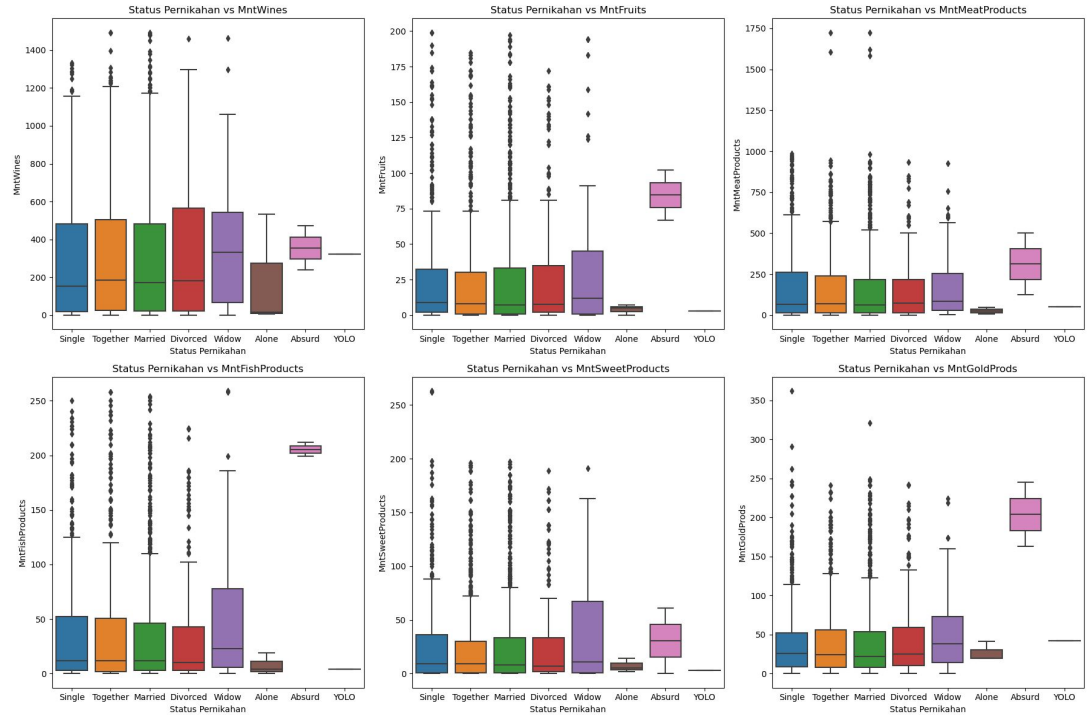 Status Pernikahan vs MntWines
MntWines
1400
1200
1000
800
600
400
200
0
Single Together Married Divorced Widow Alone Absurd YOLO
Status Pernikahan
Status Pernikahan vs MntFruits
MntFruits
200
175
150
125
100
75
50
25
0
Single Together Married Divorced Widow Alone Absurd YOLO
Status Pernikahan
Status Pernikahan vs MntMeatProducts
MntMeatProducts
1750
1500
1250
1000
750
500
250
0
Single Together Married Divorced Widow Alone Absurd YOLO
Status Pernikahan
Status Pernikahan vs MntFishProducts
MntFishProducts
250
200
150
100
50
0
Single Together Married Divorced Widow Alone Absurd YOLO
Status Pernikahan
Status Pernikahan vs MntSweetProducts
MntSweetProducts
250
200
150
100
50
0
Single Together Married Divorced Widow Alone Absurd YOLO
Status Pernikahan
Status Pernikahan vs MntGoldProds
MntGoldProds
350
300
250
200
150
100
50
0
Single Together Married Divorced Widow Alone Absurd YOLO
Status Pernikahan